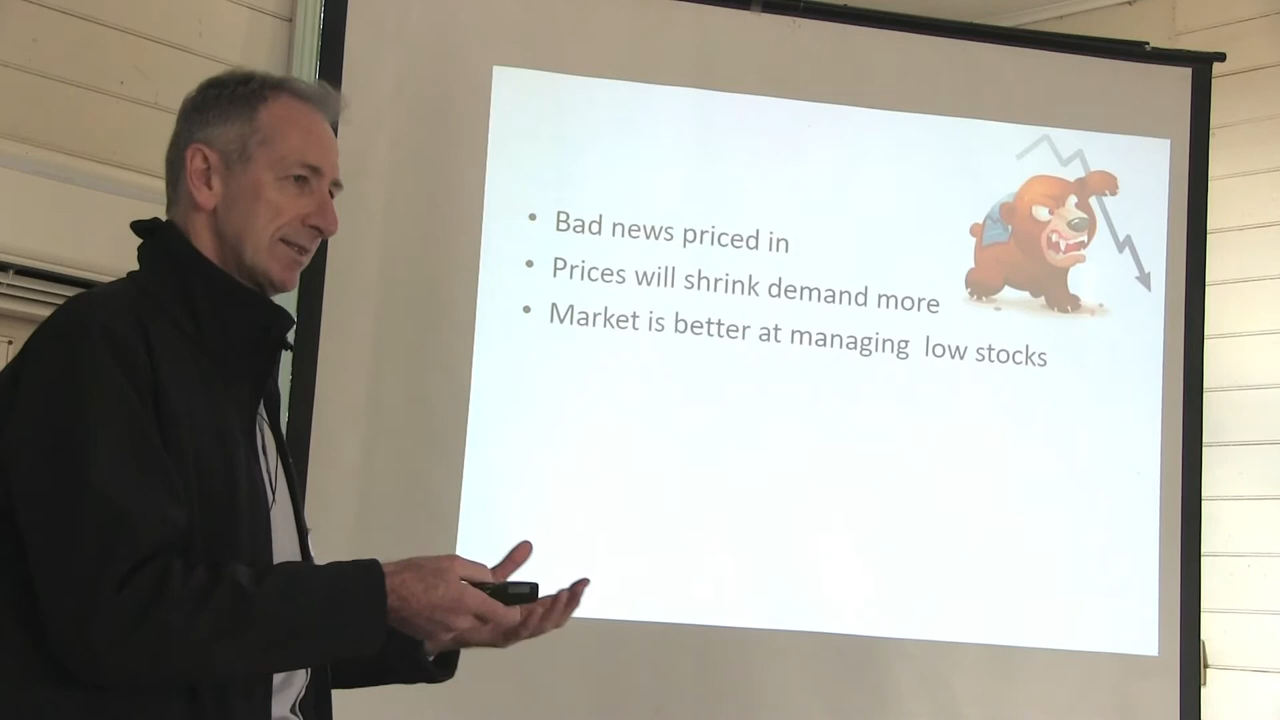 • Bad news priced in
• Prices will shrink demand more
• Market is better at managing low stocks